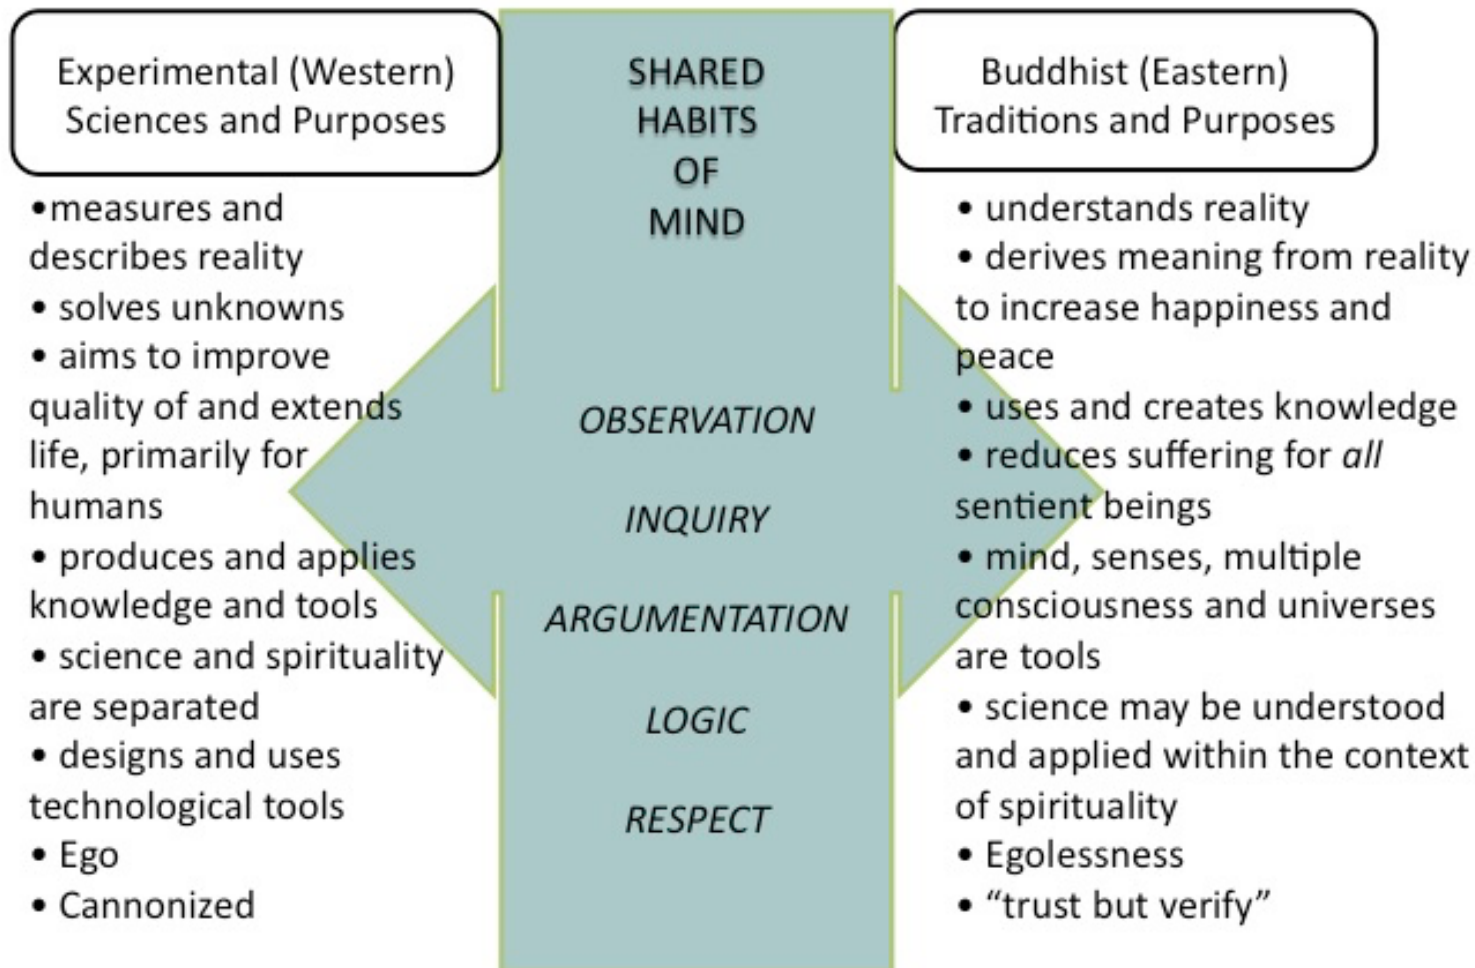 Experimental (Western)
Sciences and Purposes
•measures and
describes reality
• solves unknowns
• aims to improve
quality of and extends
life, primarily for
humans
• produces and applies
knowledge and tools
• science and spirituality
are separated
• designs and uses
technological tools
• Ego
• Cannonized
SHARED
HABITS
OF
MIND
OBSERVATION
INQUIRY
ARGUMENTATION
LOGIC
RESPECT
Buddhist (Eastern)
Traditions and Purposes
• understands reality
• derives meaning from reality
to increase happiness and
peace
• uses and creates knowledge
• reduces suffering for all
sentient beings
• mind, senses, multiple
consciousness and universes
are tools
• science may be understood
and applied within the context
of spirituality
• Egolessness
• “trust but verify”